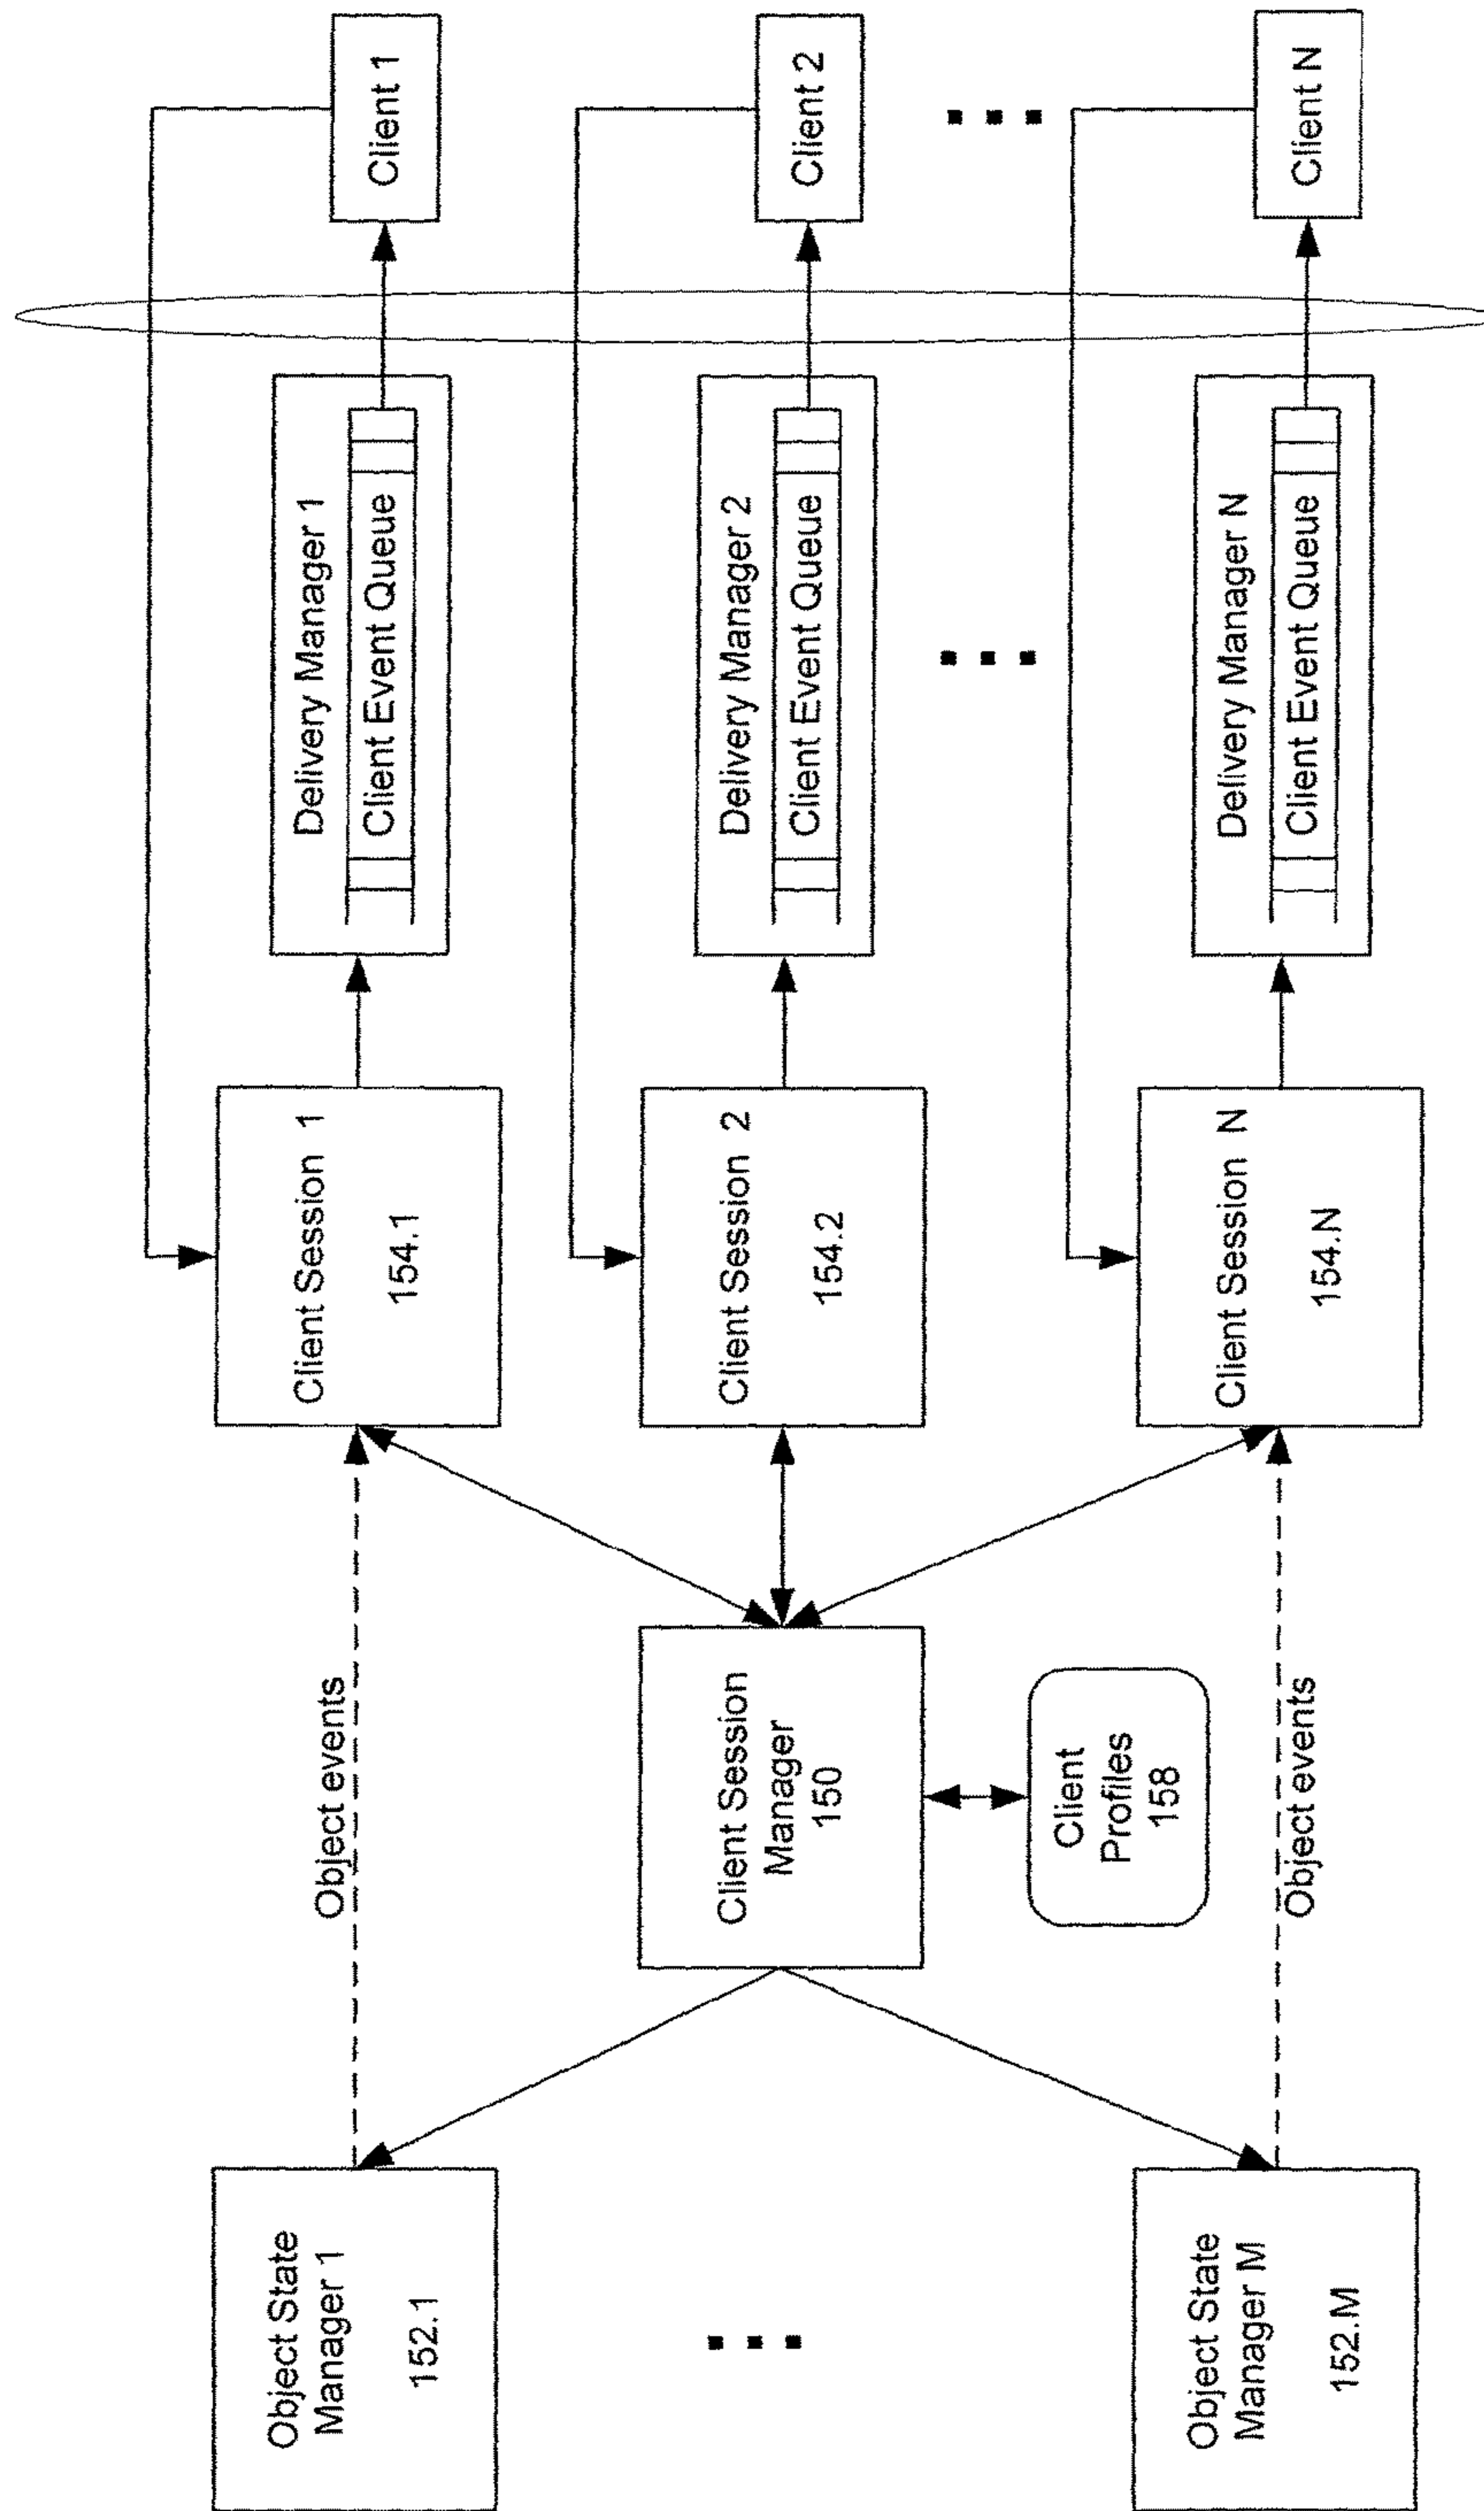 Object State
Manager 1
152.1
Object State
Manager M
152.M
Object events
Client Session
Manager
150
Client
Profiles
158
Object events
Client Session 1
154.1
Client Session 2
154.2
Client Session N
154.N
Delivery Manager 1
Client Event Queue
Delivery Manager 2
Client Event Queue
Delivery Manager N
Client Event Queue
Client 1
Client 2
Client N